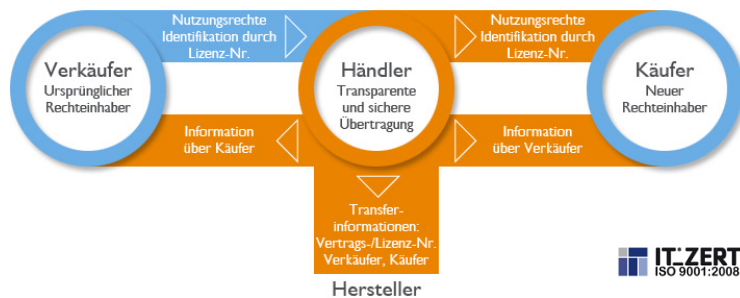 Nutzungsrechte
Identifikation durch
Lizenz-Nr.
Nutzungsrechte
Identifikation durch
Lizenz-Nr.
Verkäufer
Ursprünglicher
Rechteinhaber
Händler
Transparente
und sichere
Übertragung
Käufer
Neuer
Rechteinhaber
Information
über Käufer
Information
über Verkäufer
Transfer-
informationen:
Vertrags-/Lizenz-Nr.
Verkäufer, Käufer
Hersteller
IT-ZERT
ISO 9001:2008